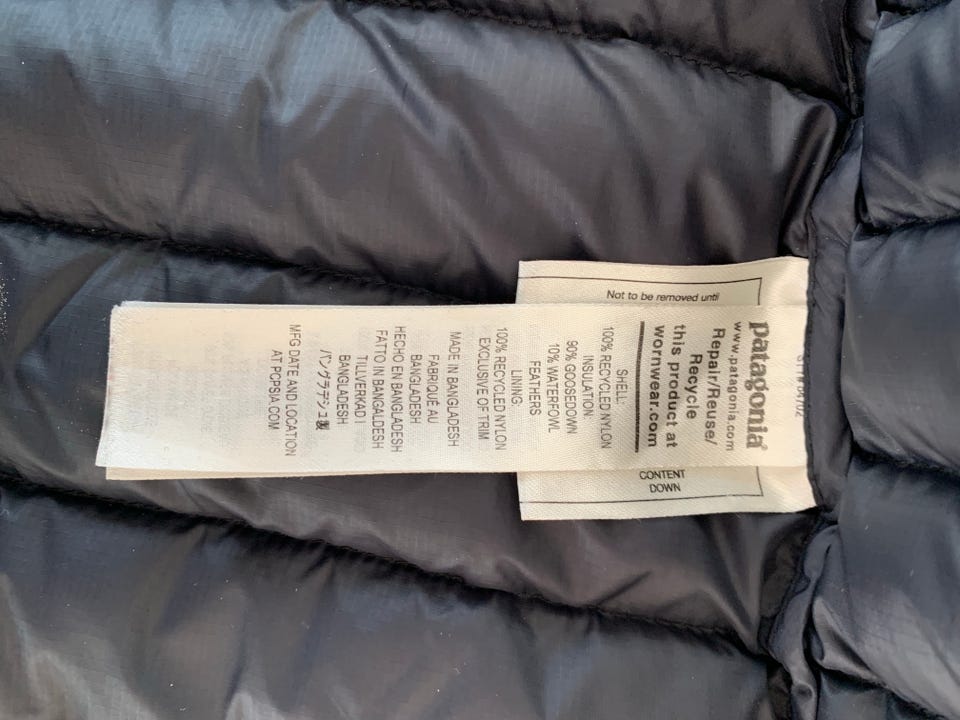 patagonia®
www.patagonia.com
Repair/Reuse/
Recycle
this product at
wornwear.com
SHELL:
100% RECYCLED NYLON
INSULATION:
90% GOOSEDOWN
10% WATERFOWL
FEATHERS
LINING:
100% RECYCLED NYLON
EXCLUSIVE OF TRIM
MADE IN BANGLADESH
FABRIQUÉ AU
BANGLADESH
HECHO EN BANGLADESH
FATTO IN BANGALDESH
TILLVERKAD I
BANGLADESH
バングラデシュ製
MFG DATE AND LOCATION
AT PCPSIA.COM
Not to be removed until
CONTENT
DOWN